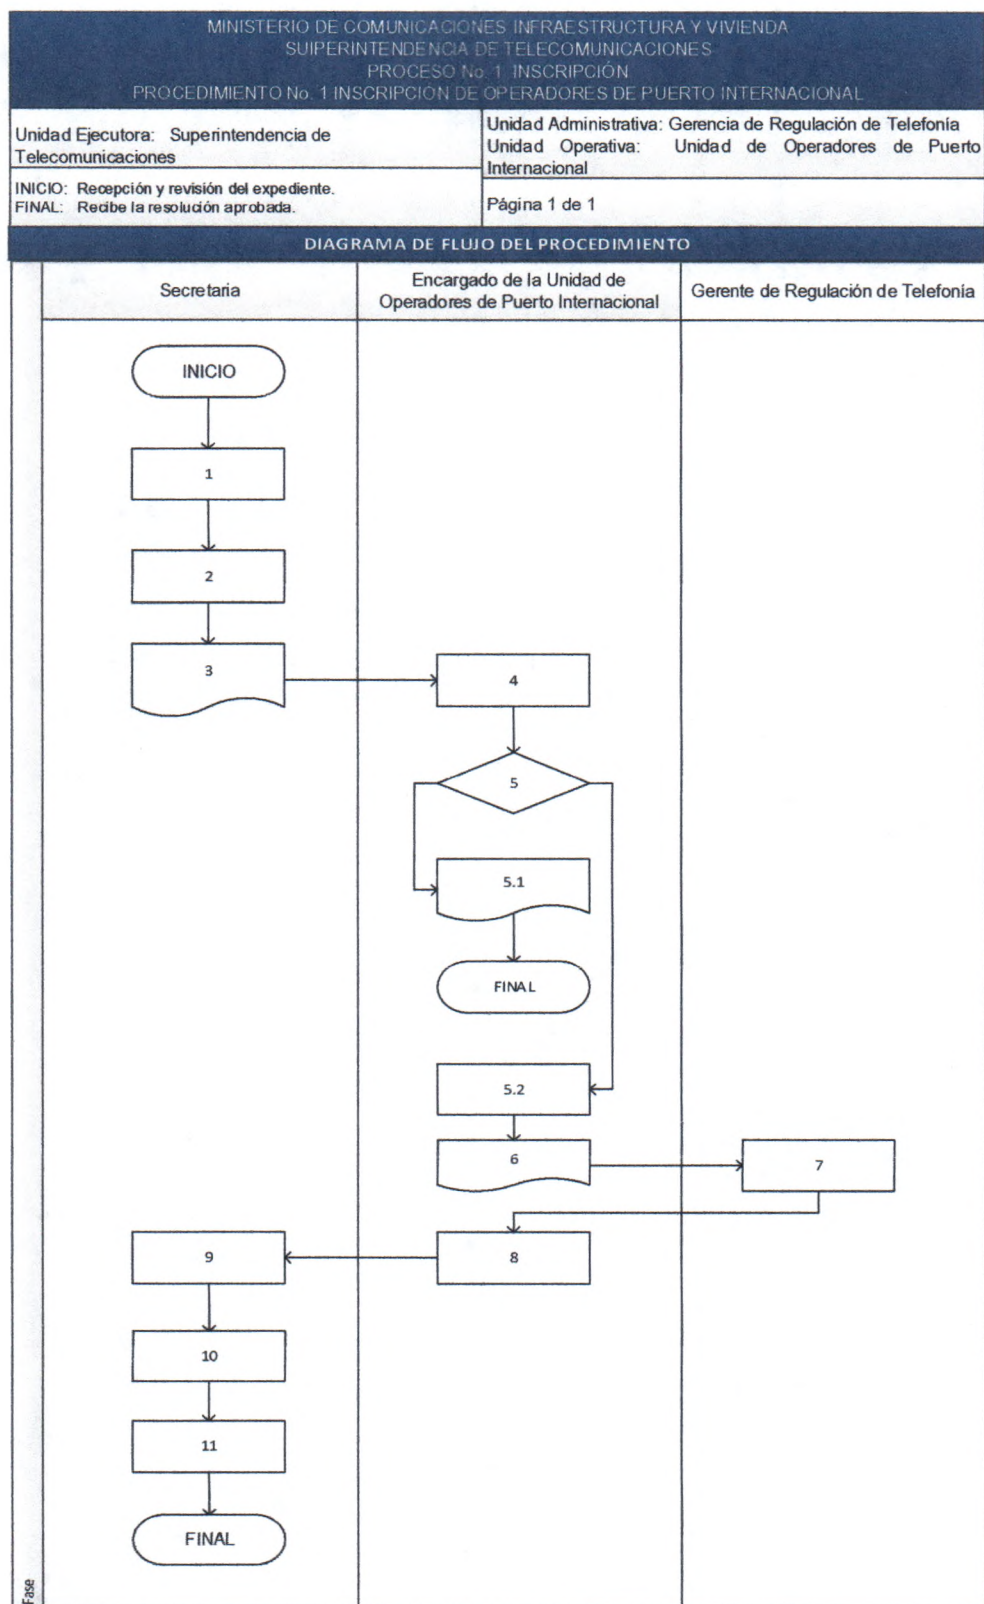 MINISTERIO DE COMUNICACIONES INFRAESTRUCTURA Y VIVIENDA
SUIPERINTENDENCIA DE TELECOMUNICACIONES
PROCESO No. 1 INSCRIPCIÓN
PROCEDIMIENTO No. 1 INSCRIPCIÓN DE OPERADORES DE PUERTO INTERNACIONAL
Unidad Ejecutora: Superintendencia de
Telecomunicaciones
Unidad Administrativa: Gerencia de Regulación de Telefonía
Unidad Operativa: Unidad de Operadores de Puerto
Internacional
INICIO: Recepción y revisión del expediente.
FINAL: Recibe la resolución aprobada.
Página 1 de 1
DIAGRAMA DE FLUJO DEL PROCEDIMIENTO
Secretaria
Encargado de la Unidad de
Operadores de Puerto Internacional
Gerente de Regulación de Telefonía
INICIO
1
2
3
4
5
5.1
FINAL
5.2
6
7
8
9
10
11
FINAL
Fase